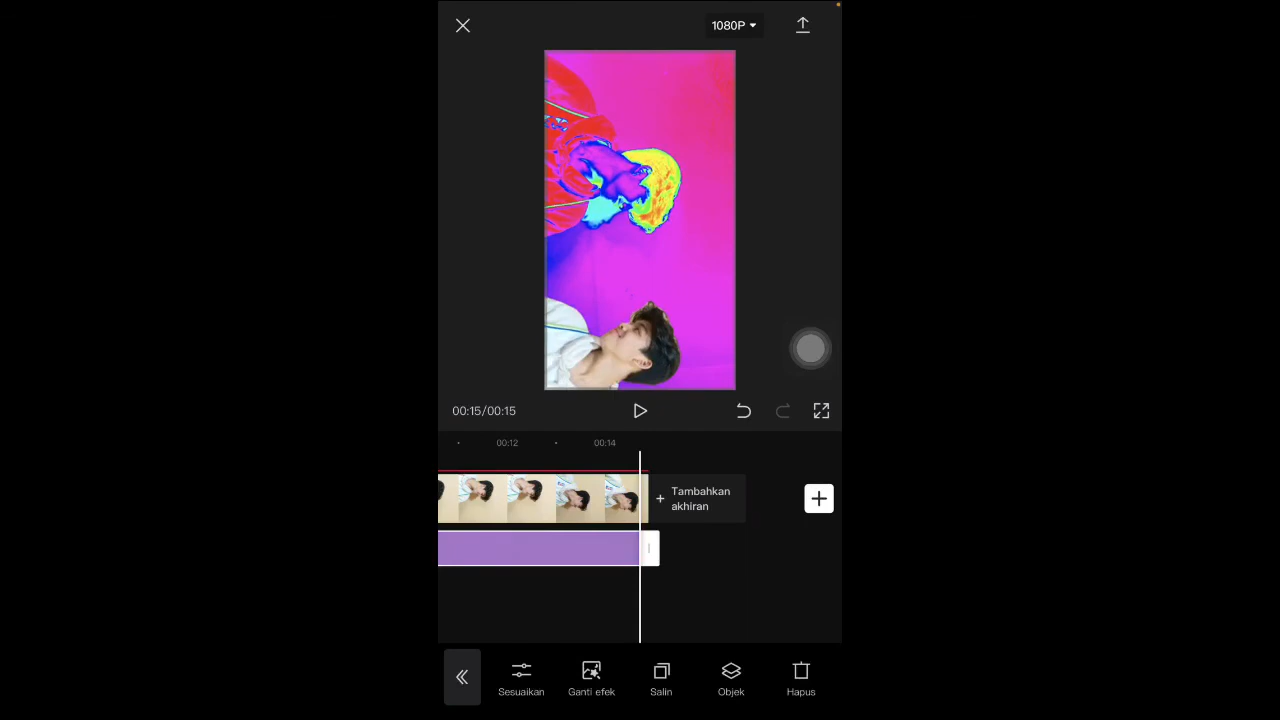 1080P
00:15/00:15
00:12
00:14
+ Tambahkan
akhiran
Sesuaikan
Ganti efek
Salin
Objek
Hapus